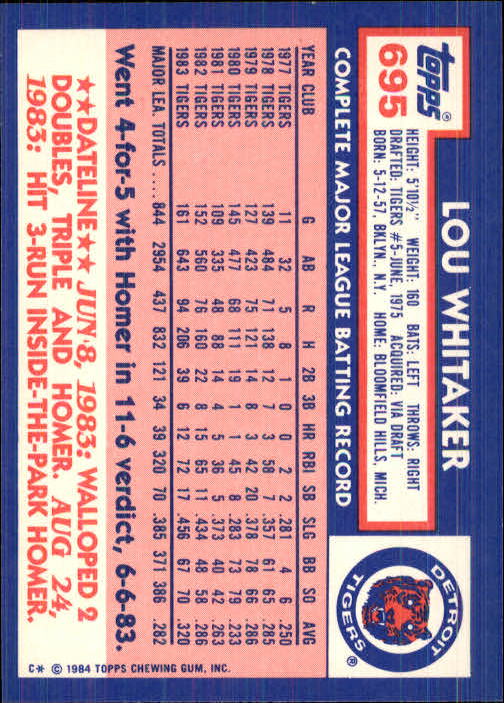 topps®
695
LOU WHITAKER
HEIGHT: 5'10½" WEIGHT: 160 BATS: LEFT THROWS: RIGHT
DRAFTED: TIGERS #5-JUNE, 1975 ACQUIRED: VIA DRAFT
BORN: 5-12-57, BKLYN., N.Y. HOME: BLOOMFIELD HILLS, MICH.
DETROIT
TIGERS®
COMPLETE MAJOR LEAGUE BATTING RECORD
YEAR CLUB G AB R H 2B 3B HR RBI SB SLG BB SO AVG
1977 TIGERS 11 32 5 8 1 0 0 2 2 .281 4 6 .250
1978 TIGERS 139 484 71 138 12 7 3 58 7 .357 61 65 .285
1979 TIGERS 127 423 75 121 14 8 3 42 20 .378 78 66 .286
1980 TIGERS 145 477 68 111 19 1 1 45 8 .283 73 79 .233
1981 TIGERS 109 335 48 88 14 4 5 36 5 .373 40 42 .263
1982 TIGERS 152 560 76 160 22 8 15 65 11 .434 48 58 .286
1983 TIGERS 161 643 94 206 39 6 12 72 17 .456 67 70 .320
MAJOR LEA. TOTALS .... 844 2954 437 832 121 34 39 320 70 .385 371 386 .282
Went 4-for-5 with Homer in 11-6 verdict, 6-6-83.
★★DATELINE★★ JUN 8, 1983: WALLOPED 2
DOUBLES, TRIPLE AND HOMER. AUG 24,
1983: HIT 3-RUN INSIDE-THE-PARK HOMER.
C* © 1984 TOPPS CHEWING GUM, INC.